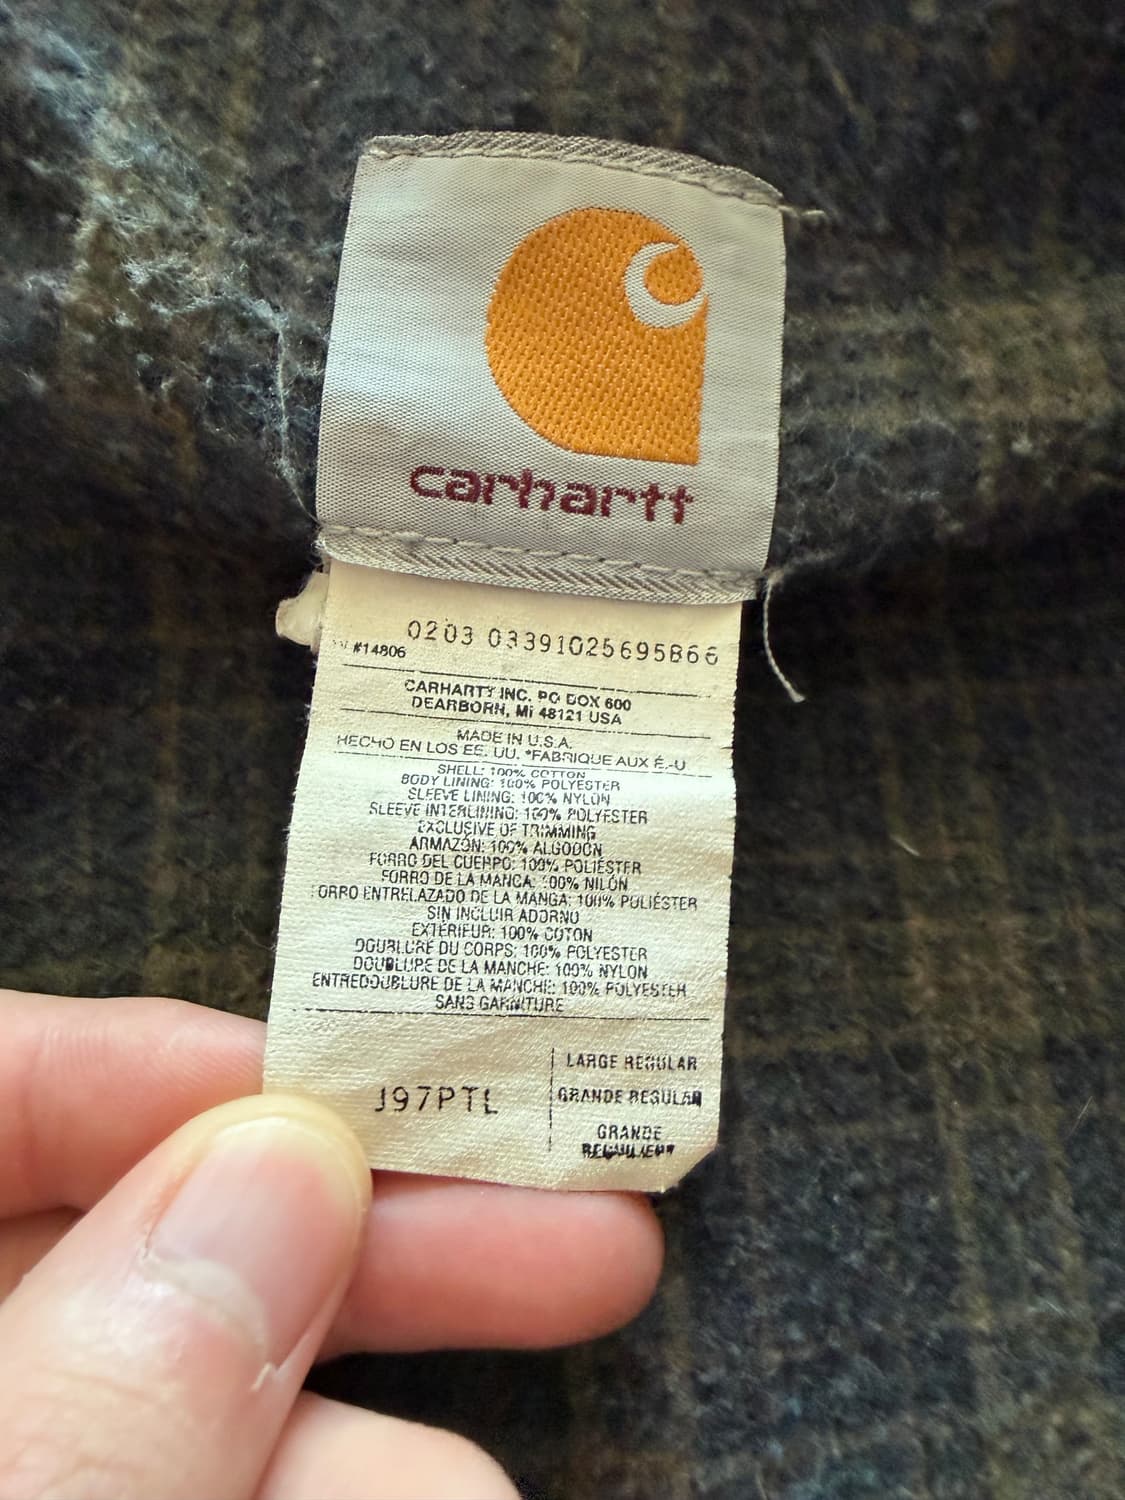 carhartt
0203 03391025695866
#14806
CARHARTT INC. PO BOX 600
DEARBORN, MI 48121 USA
MADE IN U.S.A.
HECHO EN LOS EE. UU. *FABRIQUE AUX É.-U
SHELL: 100% COTTON
BODY LINING: 100% POLYESTER
SLEEVE LINING: 100% NYLON
SLEEVE INTERLINING: 100% POLYESTER
EXCLUSIVE OF TRIMMING
ARMAZÓN: 100% ALGODON
FORRO DEL CUERPO: 100% POLIÉSTER
FORRO DE LA MANGA: 100% NILÓN
FORRO ENTRELAZADO DE LA MANGA: 100% POLIÉSTER
SIN INCLUIR ADORNO
EXTERIEUR: 100% COTON
DOUBLURE DU CORPS: 100% POLYESTER
DOUBLURE DE LA MANCHE: 100% NYLON
ENTREDOUBLURE DE LA MANCHE: 100% POLYESTER
SANS GARNITURE
J97PTL
LARGE REGULAR
GRANDE REGULAR
GRANDE
REGULIER